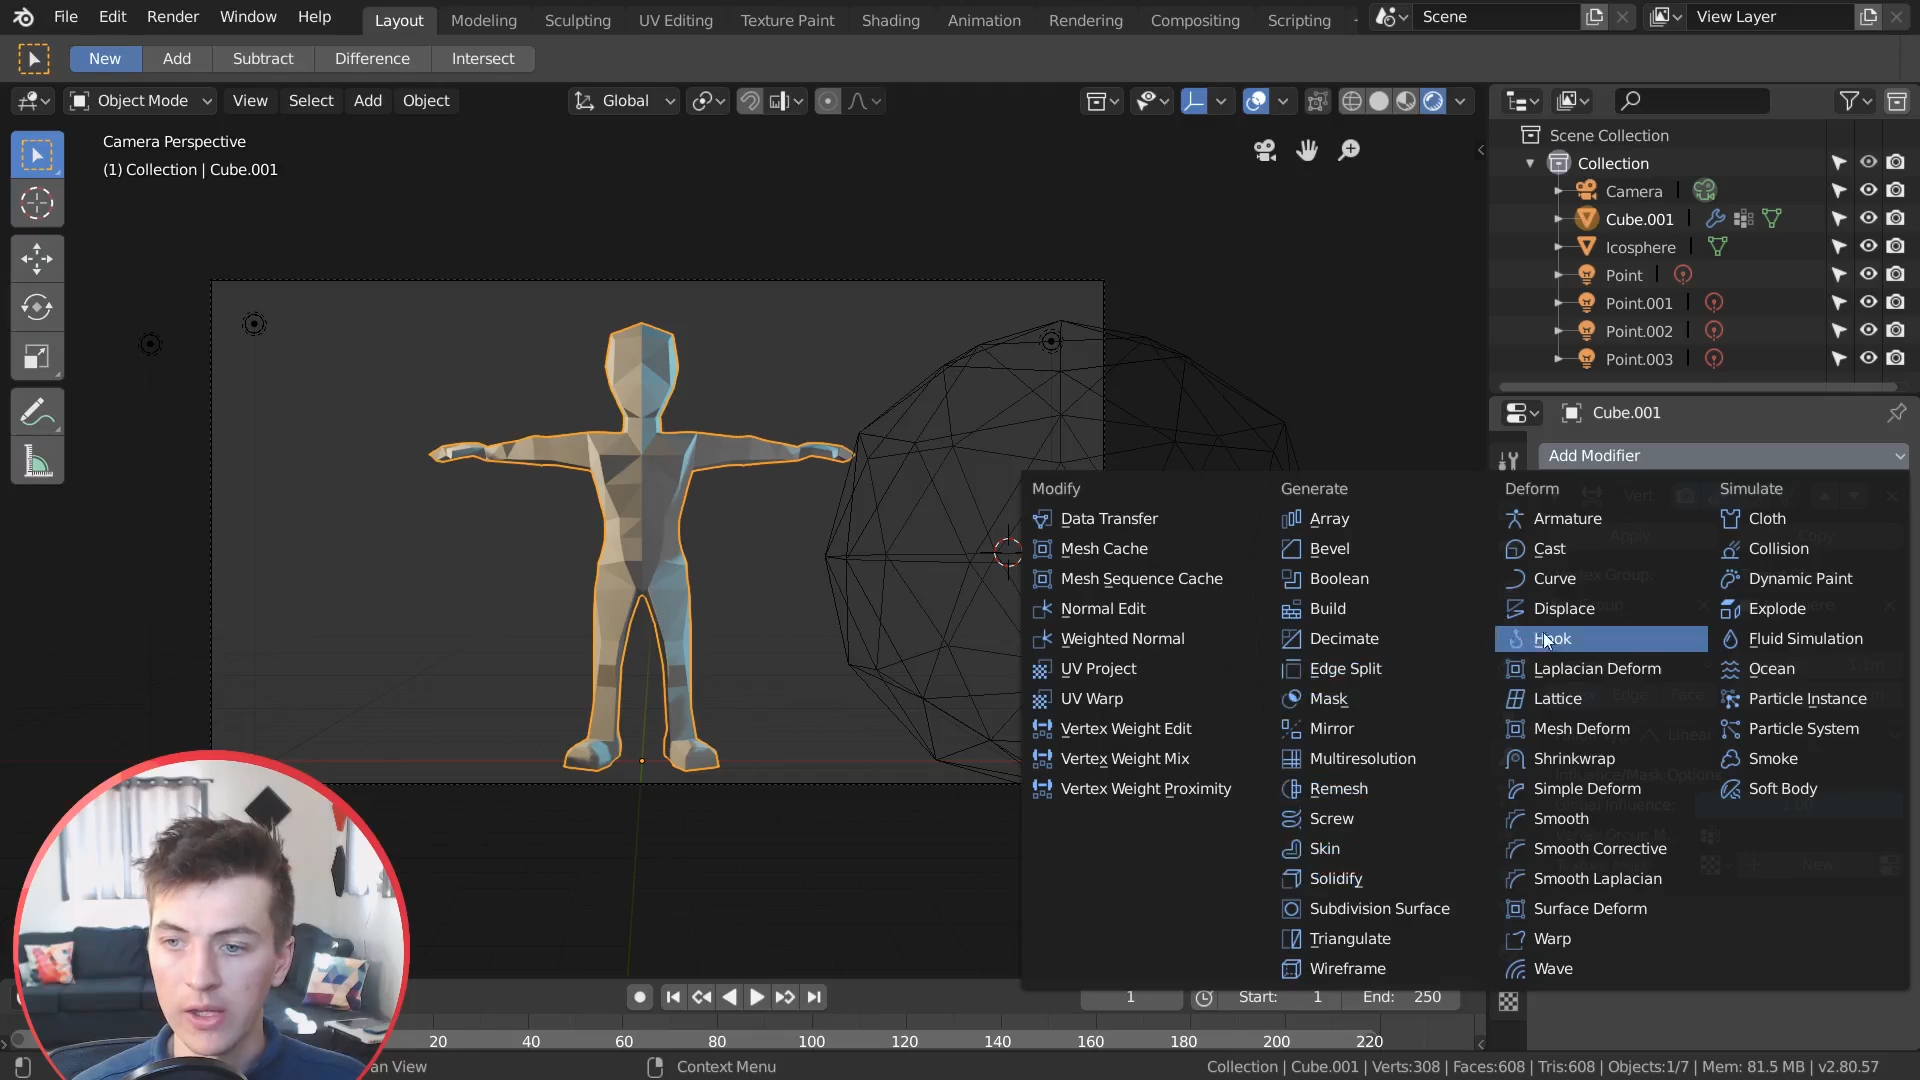 File Edit Render Window Help Layout Modeling Sculpting UV Editing Texture Paint Shading Animation Rendering Compositing Scripting Scene View Layer
New Add Subtract Difference Intersect
Object Mode View Select Add Object Global
Camera Perspective
(1) Collection | Cube.001
Scene Collection
Collection
Camera
Cube.001
Icosphere
Point
Point.001
Point.002
Point.003
Cube.001
Add Modifier
Modify Generate Deform Simulate
Data Transfer Array Armature Cloth
Mesh Cache Bevel Cast Collision
Mesh Sequence Cache Boolean Curve Dynamic Paint
Normal Edit Build Displace Explode
Weighted Normal Decimate Hook Fluid Simulation
UV Project Edge Split Laplacian Deform Ocean
UV Warp Mask Lattice Particle Instance
Vertex Weight Edit Mirror Mesh Deform Particle System
Vertex Weight Mix Multiresolution Shrinkwrap Smoke
Vertex Weight Proximity Remesh Simple Deform Soft Body
Screw Smooth
Skin Smooth Corrective
Solidify Smooth Laplacian
Subdivision Surface Surface Deform
Triangulate Warp
Wireframe Wave
1 Start: 1 End: 250
20 40 60 80 100 120 140 160 180 200 220
an View Context Menu Collection | Cube.001 | Verts:308 | Faces:608 | Tris:608 | Objects:1/7 | Mem: 81.5 MB | v2.80.57